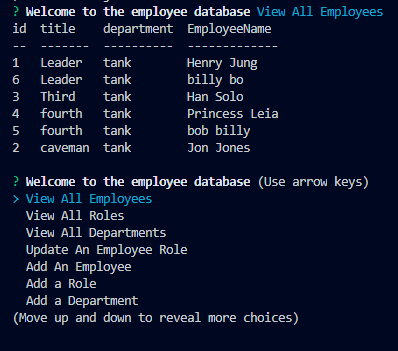 ? Welcome to the employee database View All Employees
id  title    department  EmployeeName
--  -------  ----------  -------------
1   Leader   tank        Henry Jung
6   Leader   tank        billy bo
3   Third    tank        Han Solo
4   fourth   tank        Princess Leia
5   fourth   tank        bob billy
2   caveman  tank        Jon Jones
? Welcome to the employee database (Use arrow keys)
> View All Employees
  View All Roles
  View All Departments
  Update An Employee Role
  Add An Employee
  Add a Role
  Add a Department
(Move up and down to reveal more choices)